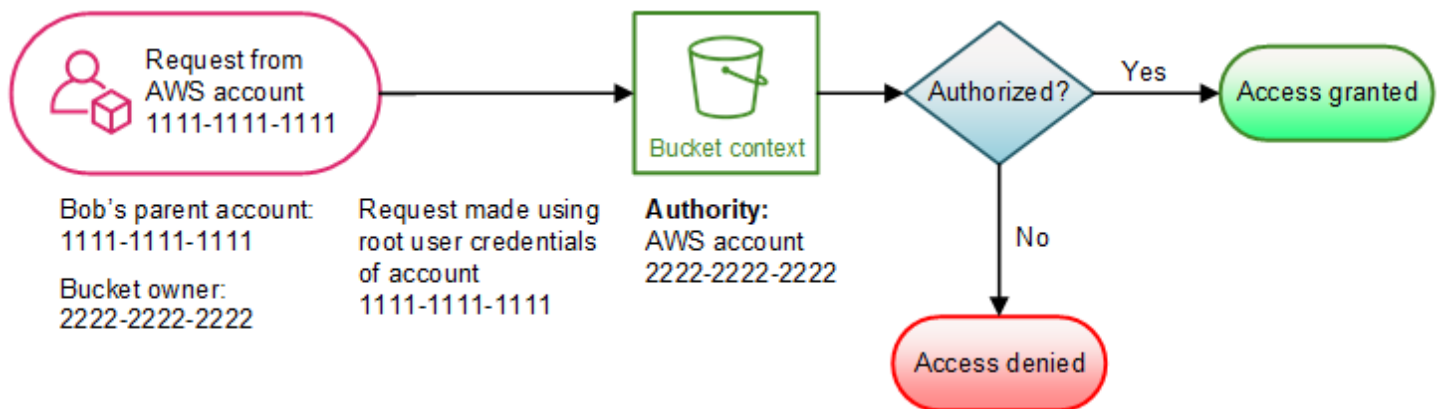 Request from
AWS account
1111-1111-1111
Bucket context
Authorized?
Yes
Access granted
No
Access denied
Bob's parent account:
1111-1111-1111
Bucket owner:
2222-2222-2222
Request made using
root user credentials
of account
1111-1111-1111
Authority:
AWS account
2222-2222-2222